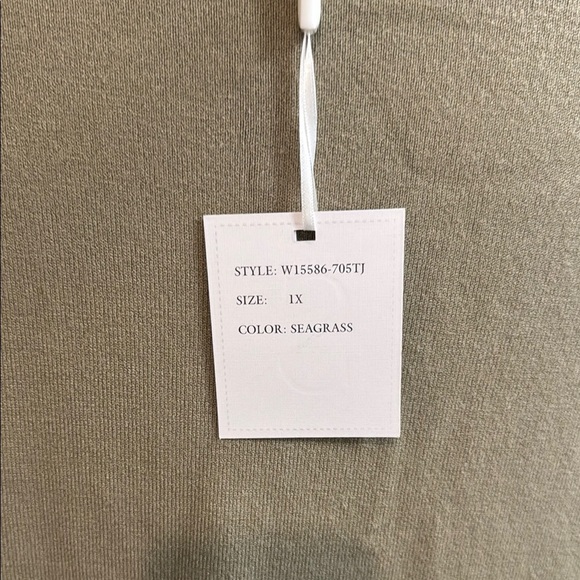 STYLE: W15586-705TJ
SIZE: 1X
COLOR: SEAGRASS